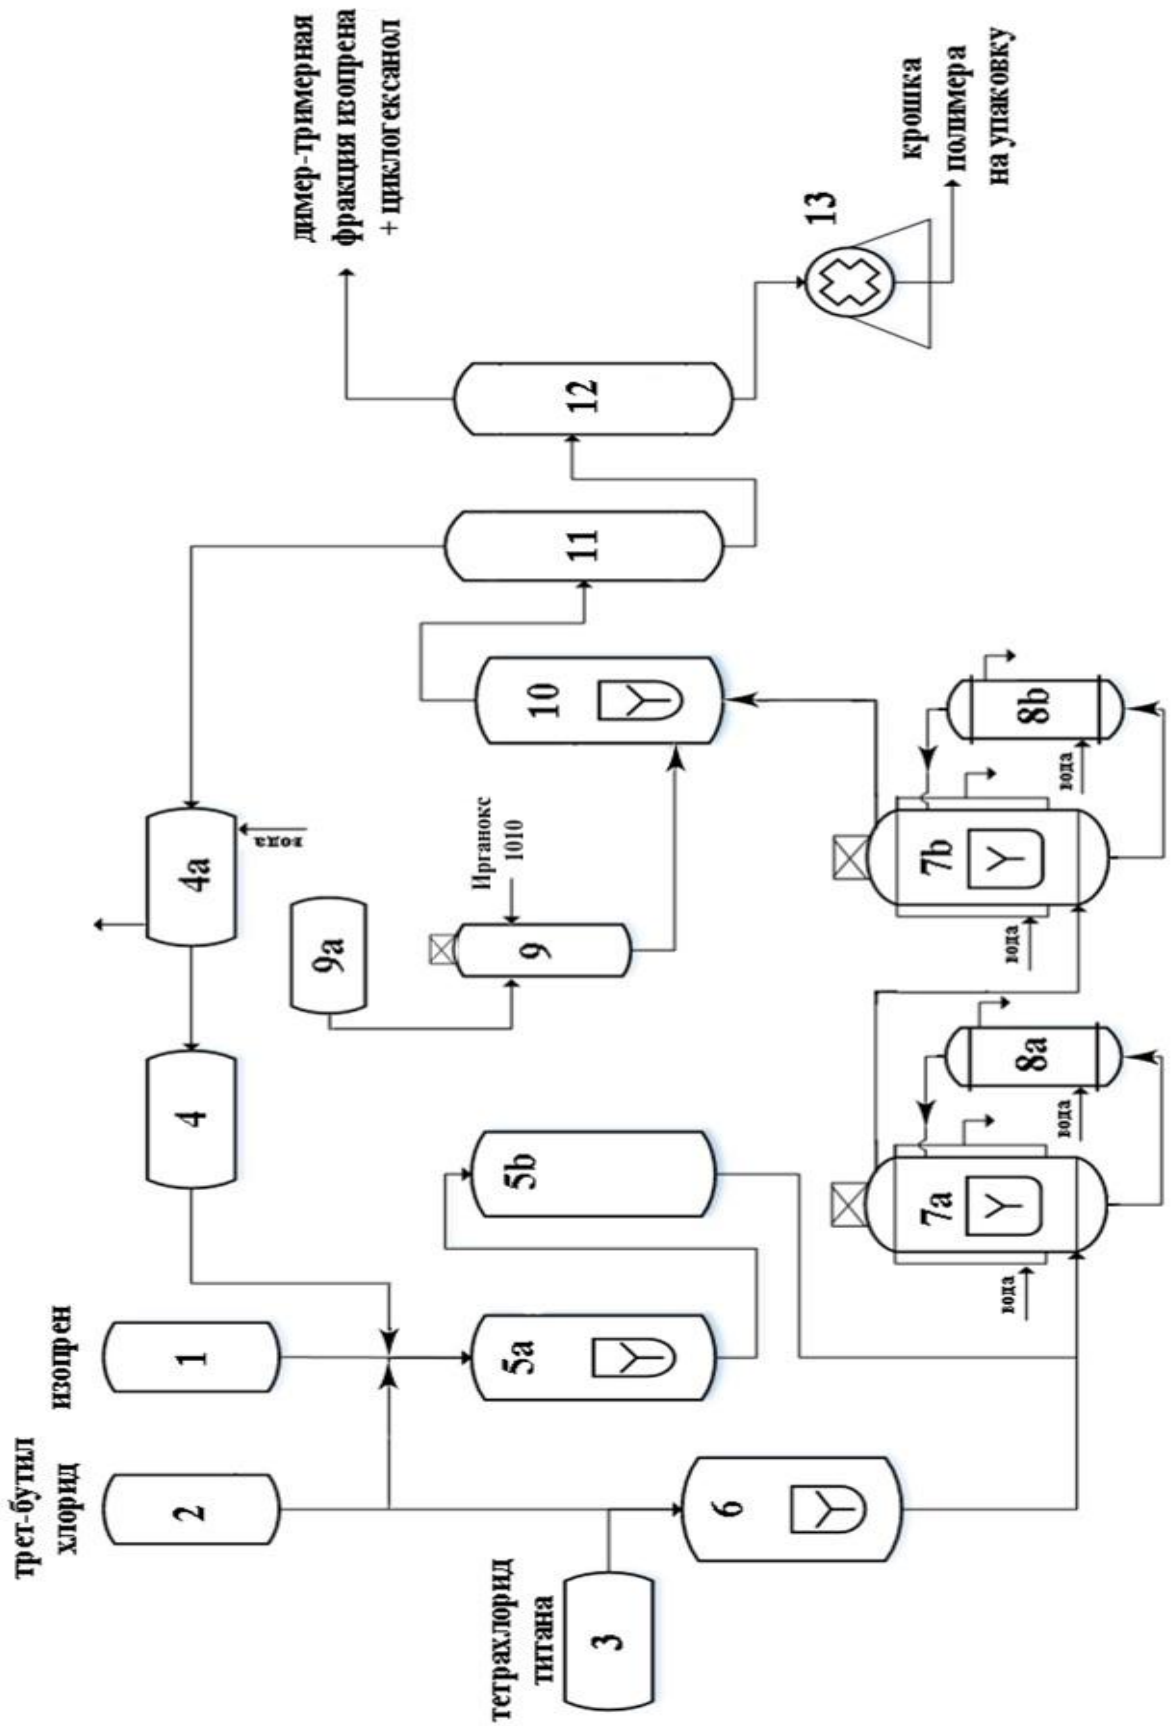 трет-бутил
хлорид
изопрен
тетрахлорид
титана
1
2
3
4
4а
вода
5а
5b
6
7а
вода
8а
вода
7b
вода
8b
вода
9а
9
Ирганокс
1010
10
11
12
13
димер-тримерная
фракция изопрена
+ циклогексанол
крошка
полимера
на упаковку